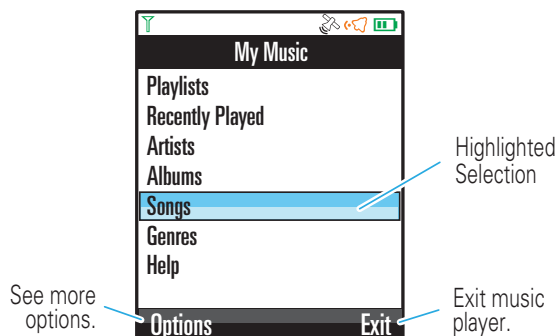 My Music
Playlists
Recently Played
Artists
Albums
Songs
Genres
Help
Options
Exit
Highlighted
Selection
See more
options.
Exit music
player.